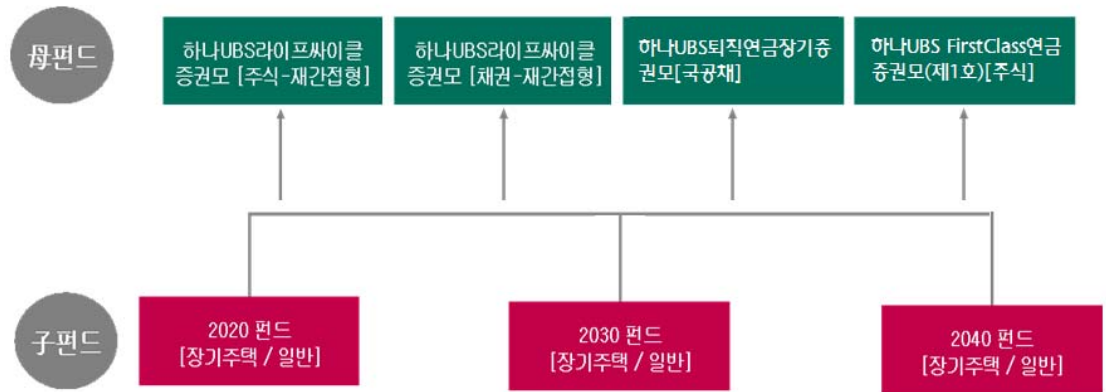 母펀드
하나UBS라이프싸이클
증권모 [주식-재간접형]
하나UBS라이프싸이클
증권모 [채권-재간접형]
하나UBS퇴직연금장기증
권모[국공채]
하나UBS FirstClass연금
증권모(제1호)[주식]
子펀드
2020 펀드
[장기주택 / 일반]
2030 펀드
[장기주택 / 일반]
2040 펀드
[장기주택 / 일반]